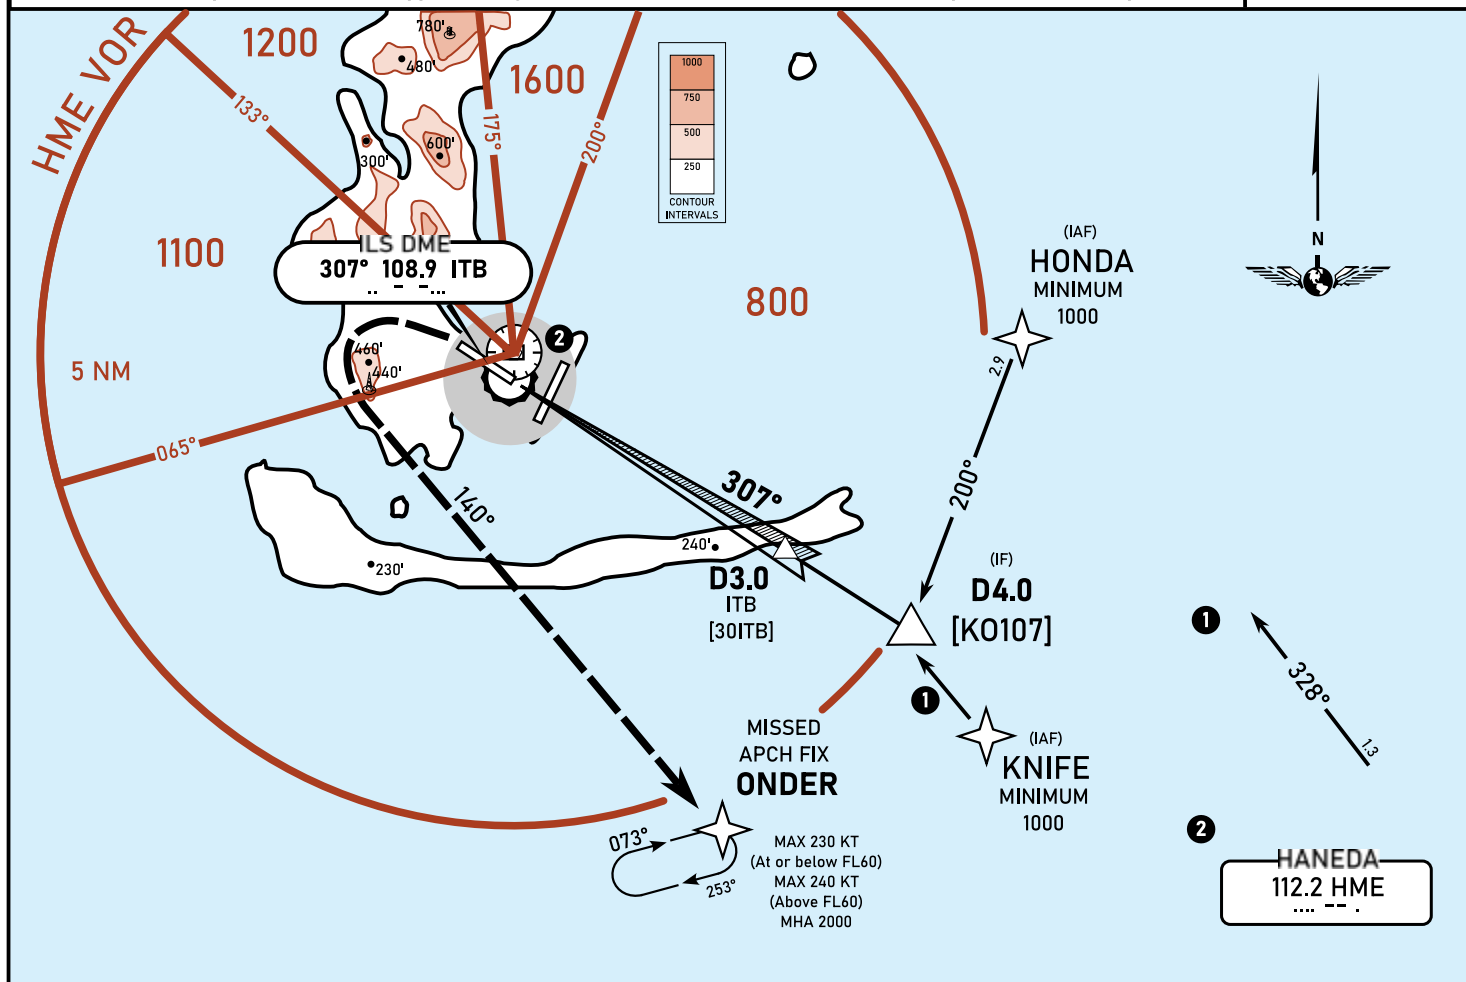 HME VOR
1200
780'
480'
1600
133°
175°
200°
300'
600'
1000
750
500
250
CONTOUR
INTERVALS
1100
ILS DME
307° 108.9 ITB
800
(IAF)
HONDA
MINIMUM
1000
N
2
460'
440'
5 NM
065°
2.9
200°
307°
140°
240'
230'
D3.0
ITB
[30ITB]
(IF)
D4.0
[KO107]
1
328°
1.3
1
MISSED
APCH FIX
ONDER
(IAF)
KNIFE
MINIMUM
1000
073°
253°
MAX 230 KT
(At or below FL60)
MAX 240 KT
(Above FL60)
MHA 2000
2
HANEDA
112.2 HME